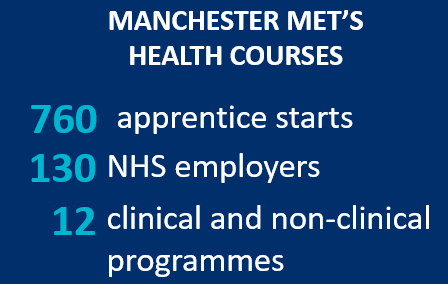 MANCHESTER MET'S
HEALTH COURSES
760 apprentice starts
130 NHS employers
12 clinical and non-clinical
programmes